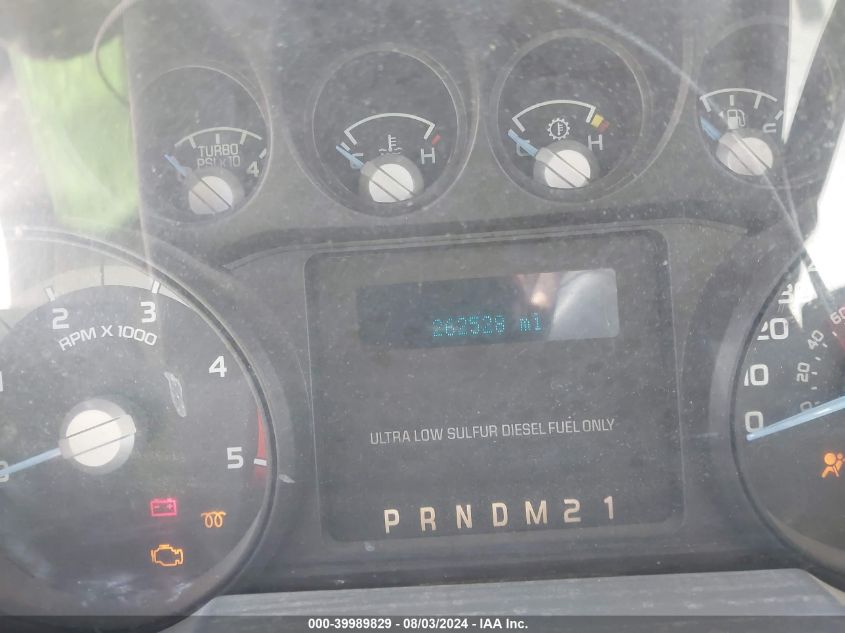 TURBO
PSI x 10
4
C H
C H
262528 mi
ULTRA LOW SULFUR DIESEL FUEL ONLY
P R N D M 2 1
2 3 4 5
RPM X 1000
0 10 20
20 40 60
000-39989829 - 08/03/2024 - IAA Inc.